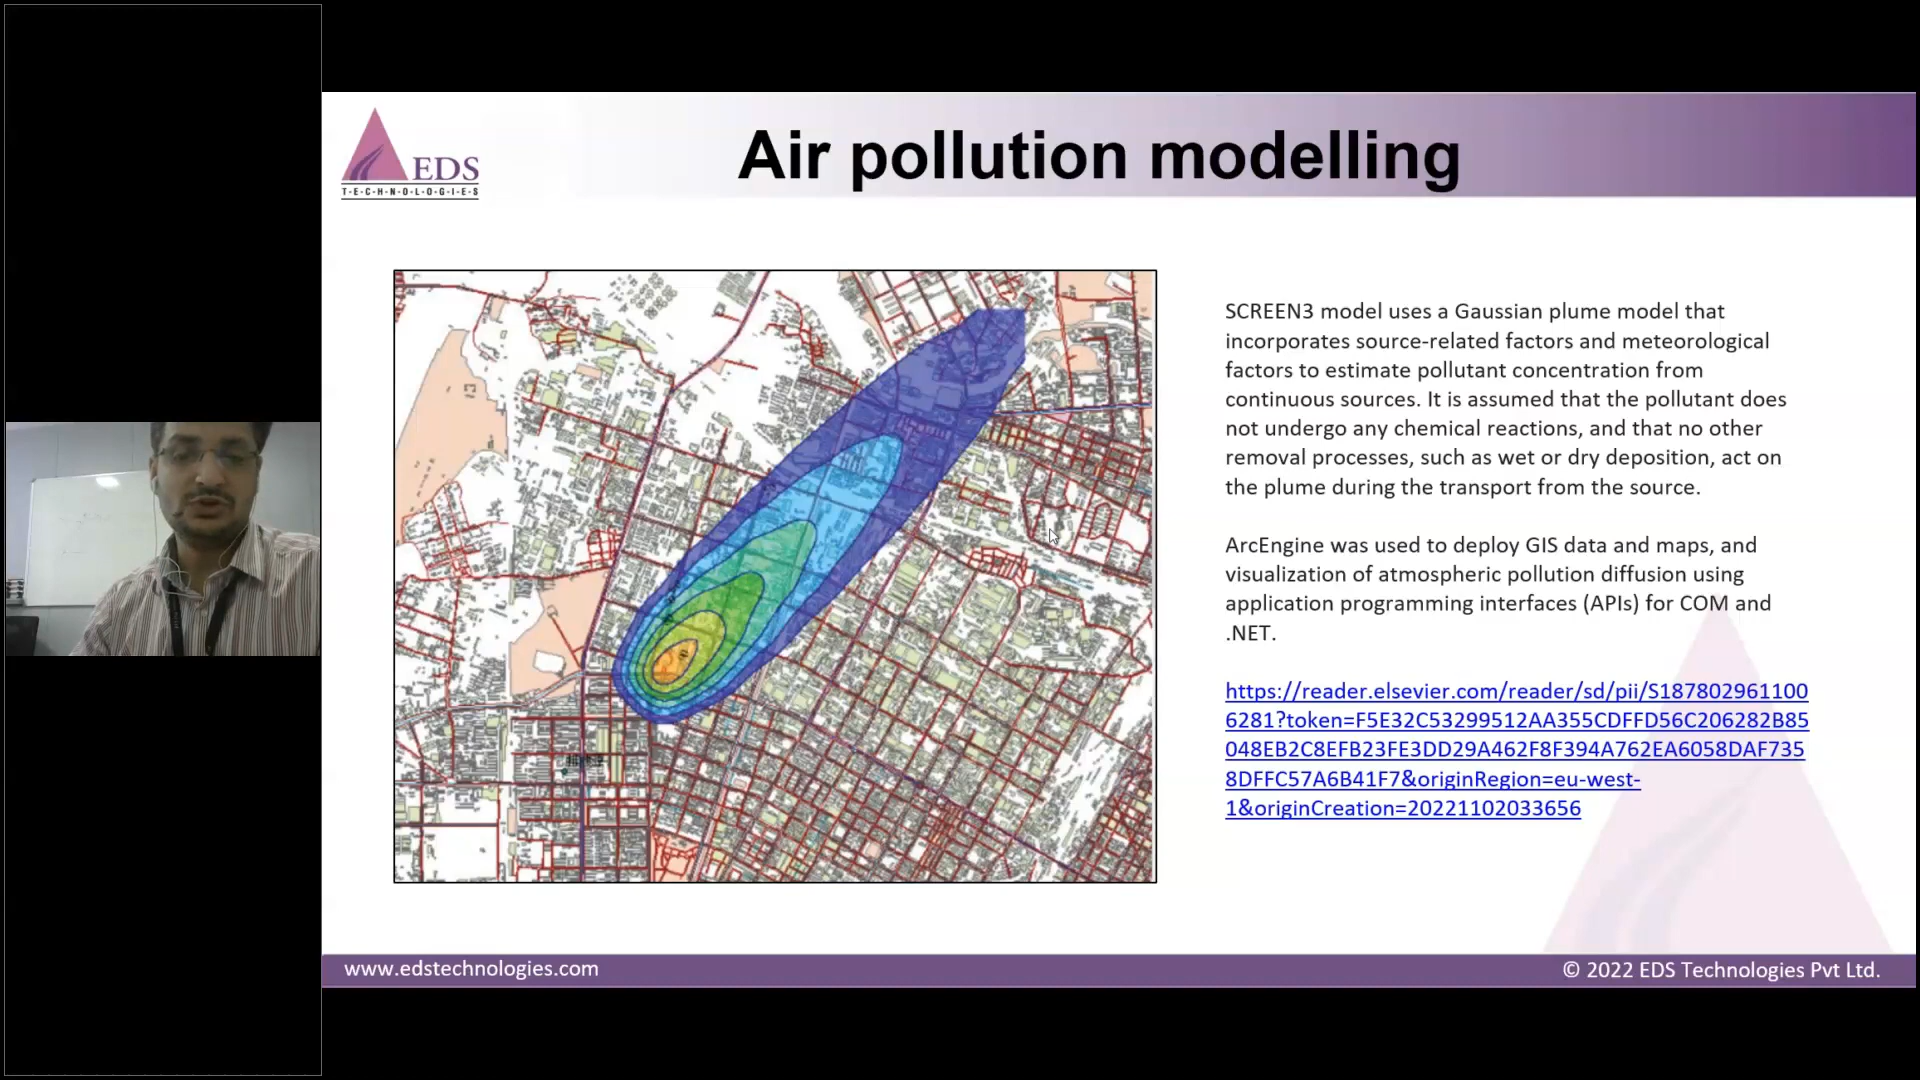 EDS
T·E·C·H·N·O·L·O·G·I·E·S
Air pollution modelling
SCREEN3 model uses a Gaussian plume model that
incorporates source-related factors and meteorological
factors to estimate pollutant concentration from
continuous sources. It is assumed that the pollutant does
not undergo any chemical reactions, and that no other
removal processes, such as wet or dry deposition, act on
the plume during the transport from the source.
ArcEngine was used to deploy GIS data and maps, and
visualization of atmospheric pollution diffusion using
application programming interfaces (APIs) for COM and
.NET.
https://reader.elsevier.com/reader/sd/pii/S187802961100
6281?token=F5E32C53299512AA355CDFFD56C206282B85
048EB2C8EFB23FE3DD29A462F8F394A762EA6058DAF735
8DFFC57A6B41F7&originRegion=eu-west-
1&originCreation=20221102033656
www.edstechnologies.com
© 2022 EDS Technologies Pvt Ltd.